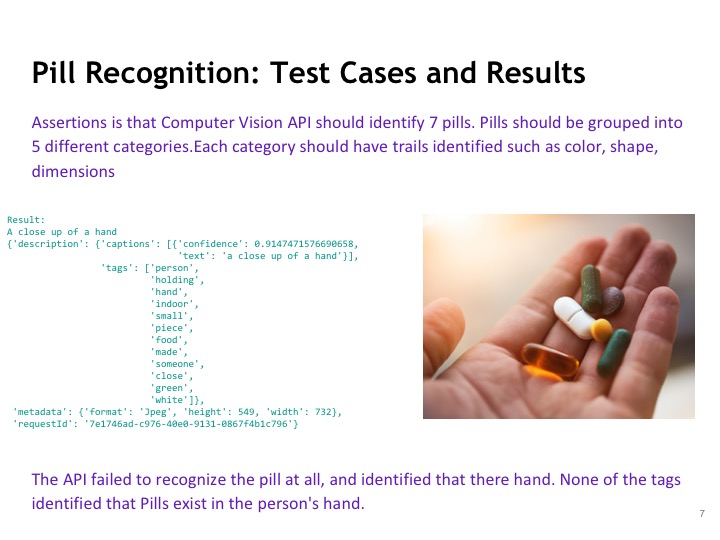 Pill Recognition: Test Cases and Results
Assertions is that Computer Vision API should identify 7 pills. Pills should be grouped into
5 different categories.Each category should have trails identified such as color, shape,
dimensions
Result:
A close up of a hand
{'description': {'captions': [{'confidence': 0.9147471576690658,
'text': 'a close up of a hand'}],
'tags': ['person',
'holding',
'hand',
'indoor',
'small',
'piece',
'food',
'made',
'someone',
'close',
'green',
'white']},
'metadata': {'format': 'Jpeg', 'height': 549, 'width': 732},
'requestId': '7e1746ad-c976-40e0-9131-0867f4b1c796'}
The API failed to recognize the pill at all, and identified that there hand. None of the tags
identified that Pills exist in the person's hand.
7